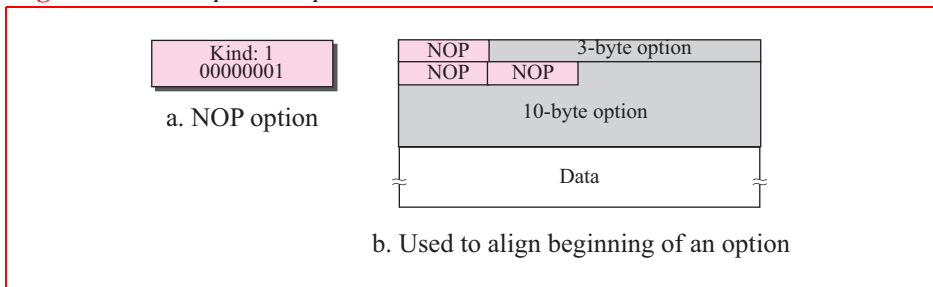 Kind: 1
00000001
a. NOP option
NOP 3-byte option
NOP NOP
10-byte option
Data
b. Used to align beginning of an option